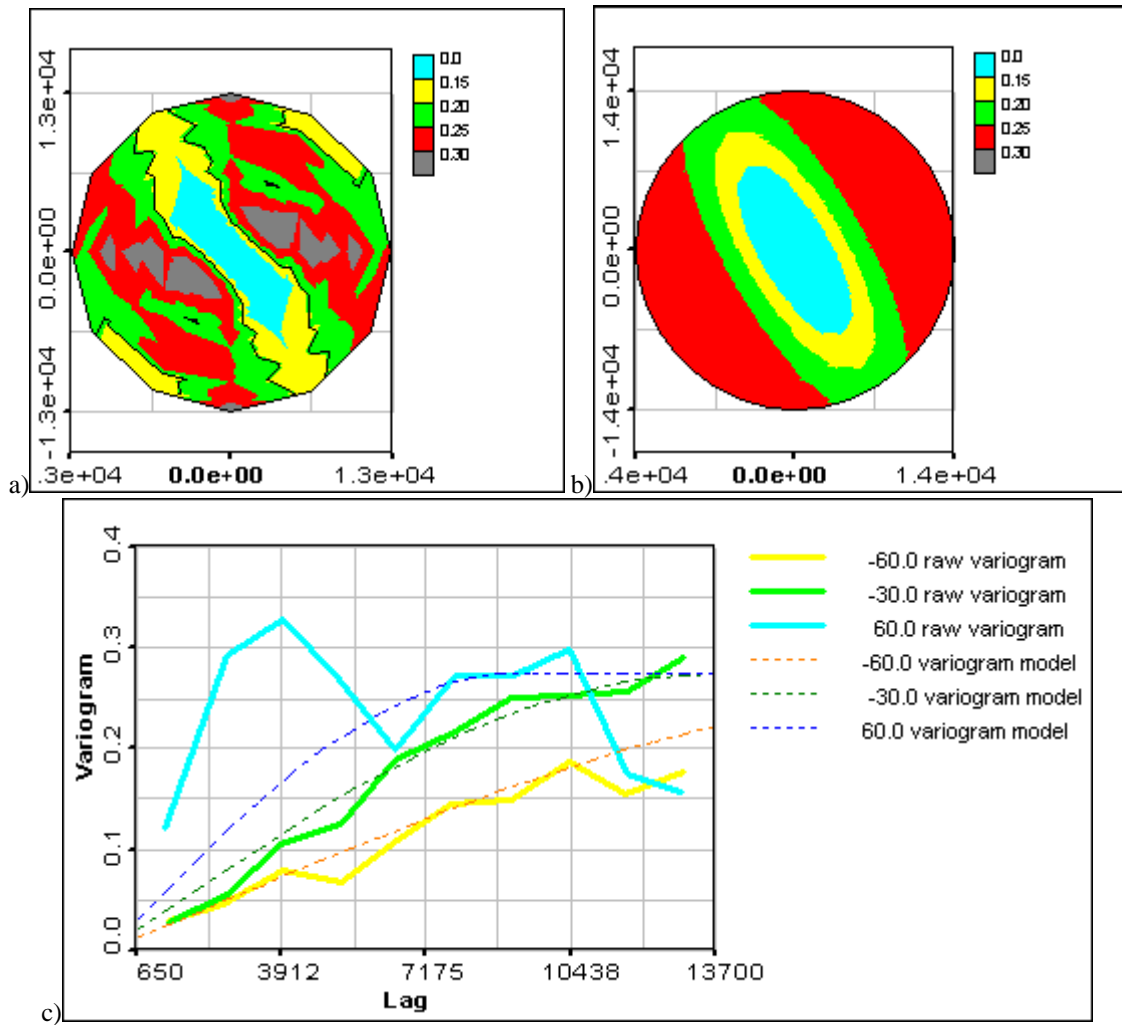 0.0
0.15
0.20
0.25
0.30
1.3e+04
0.0e+00
-1.3e+04
.3e+04 0.0e+00 1.3e+04
a)
0.0
0.15
0.20
0.25
0.30
1.4e+04
0.0e+00
-1.4e+04
.4e+04 0.0e+00 1.4e+04
b)
0.4
0.3
0.2
0.1
0.0
Variogram
650 3912 7175 10438 13700
Lag
-60.0 raw variogram
-30.0 raw variogram
60.0 raw variogram
-60.0 variogram model
-30.0 variogram model
60.0 variogram model
c)